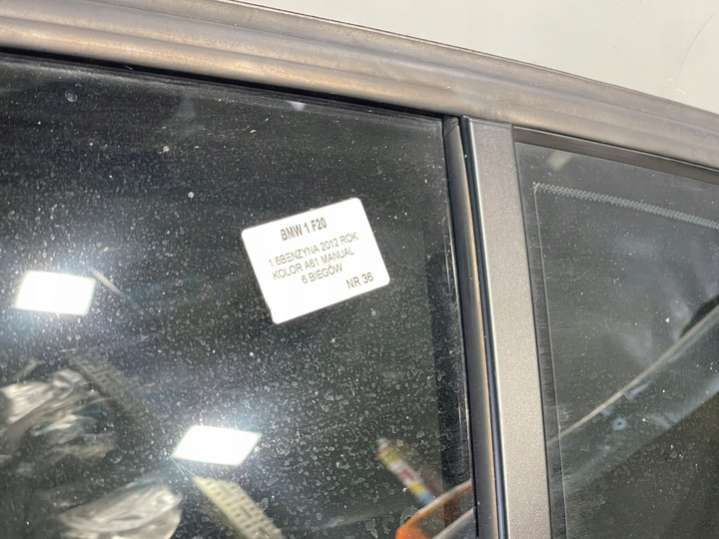 BMW 1 F20
1.6BENZYNA 2012 ROK
KOLOR A61 MANUAL
6 BIEGÓW
NR 36